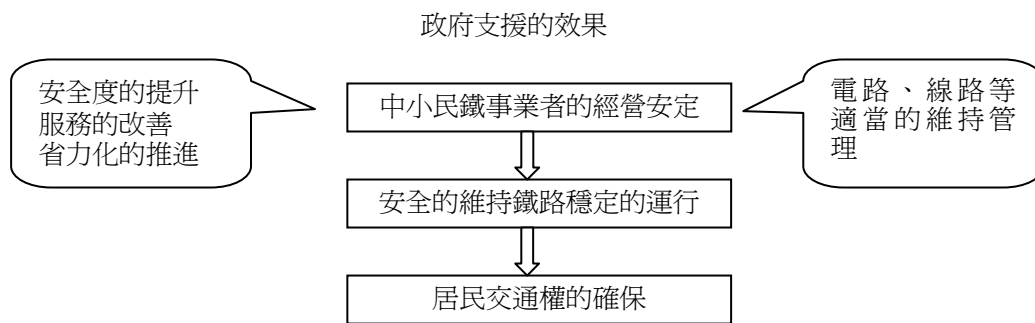 政府支援的效果
安全度的提升
服務的改善
省力化的推進
中小民鐵事業者的經營安定
電路、線路等
適當的維持管
理
安全的維持鐵路穩定的運行
居民交通權的確保